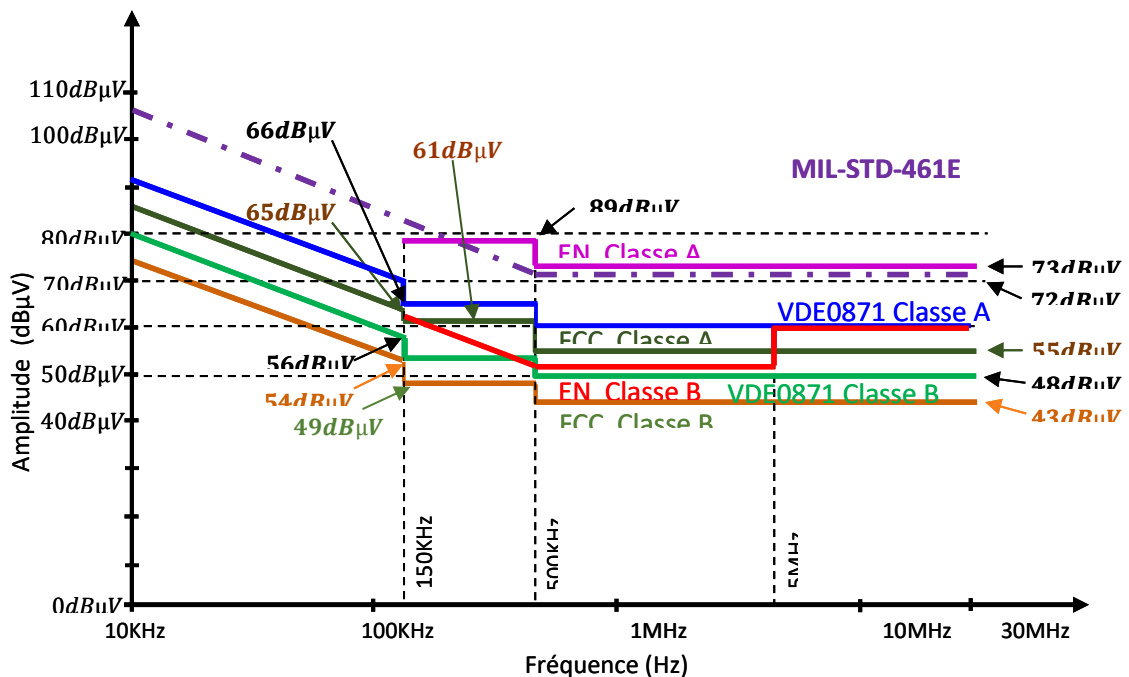 110dBµV
100dBµV
66dBµV
61dBµV
MIL-STD-461E
65dBµV
89dBµV
80dBµV
EN Classe A
73dBµV
70dBµV
72dBµV
VDE0871 Classe A
60dBµV
FCC Classe A
55dBµV
56dBµV
50dBµV
48dBµV
54dBµV
EN Classe B
VDE0871 Classe B
49dBµV
FCC Classe B
43dBµV
40dBµV
Amplitude (dBµV)
150KHz
500KHz
5MHz
0dBµV
10KHz
100KHz
1MHz
10MHz
30MHz
Fréquence (Hz)